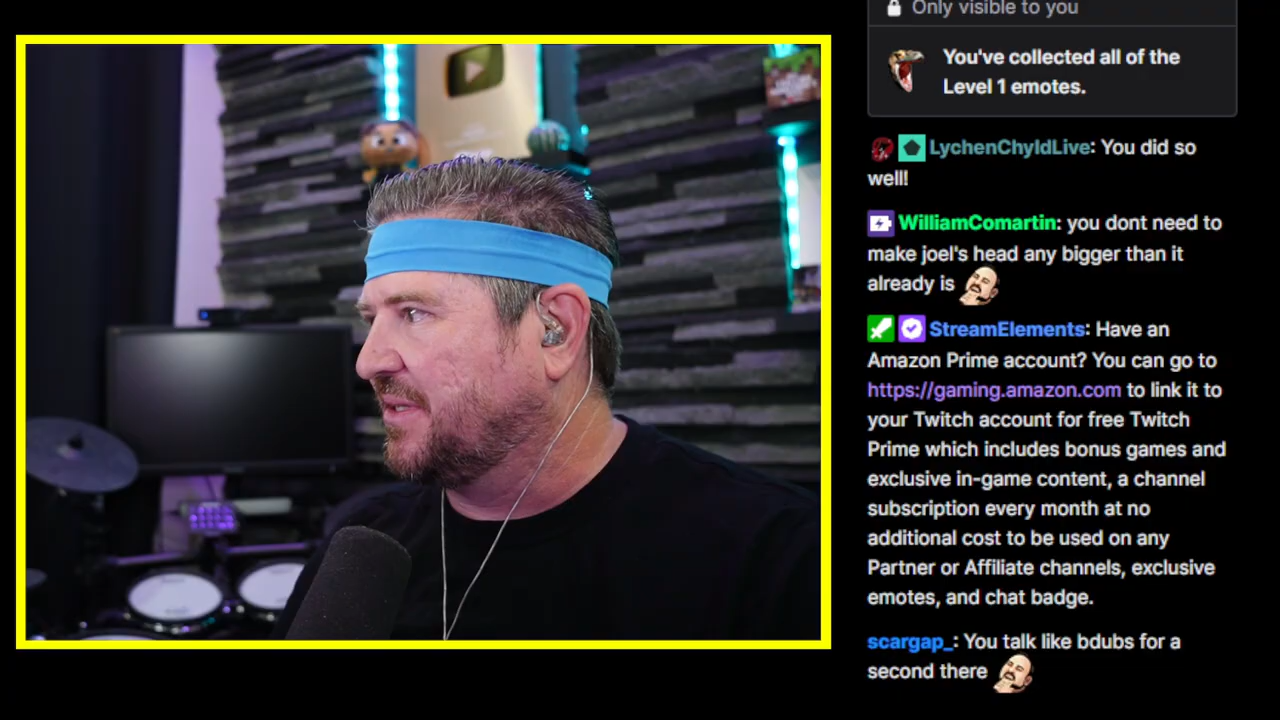 Only visible to you
You've collected all of the
Level 1 emotes.
LychenChyldLive: You did so
well!
WilliamComartin: you dont need to
make joel's head any bigger than it
already is
StreamElements: Have an
Amazon Prime account? You can go to
https://gaming.amazon.com to link it to
your Twitch account for free Twitch
Prime which includes bonus games and
exclusive in-game content, a channel
subscription every month at no
additional cost to be used on any
Partner or Affiliate channels, exclusive
emotes, and chat badge.
scargap_: You talk like bdubs for a
second there